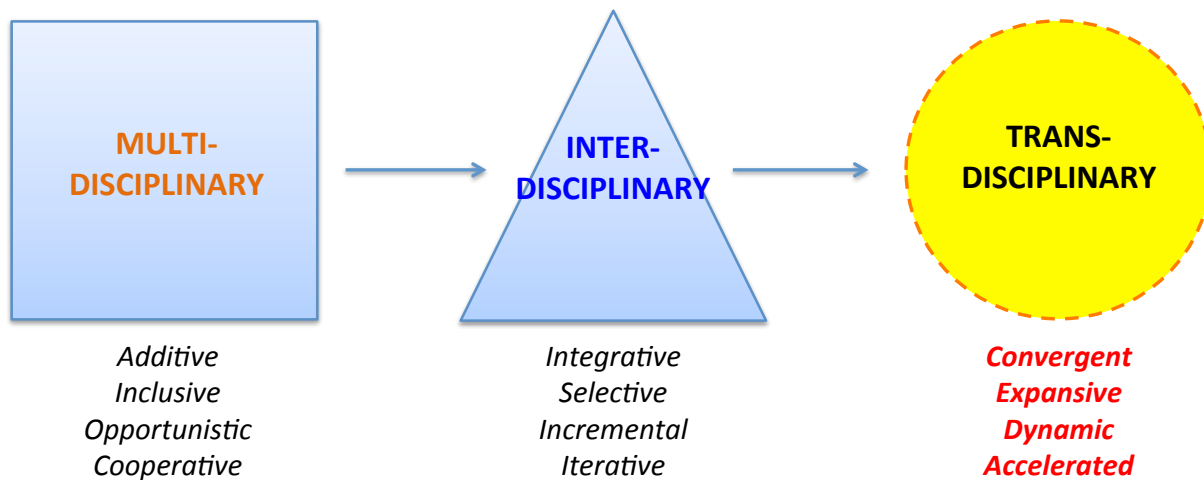 MULTI-
DISCIPLINARY
INTER-
DISCIPLINARY
TRANS-
DISCIPLINARY
Additive
Inclusive
Opportunistic
Cooperative
Integrative
Selective
Incremental
Iterative
Convergent
Expansive
Dynamic
Accelerated